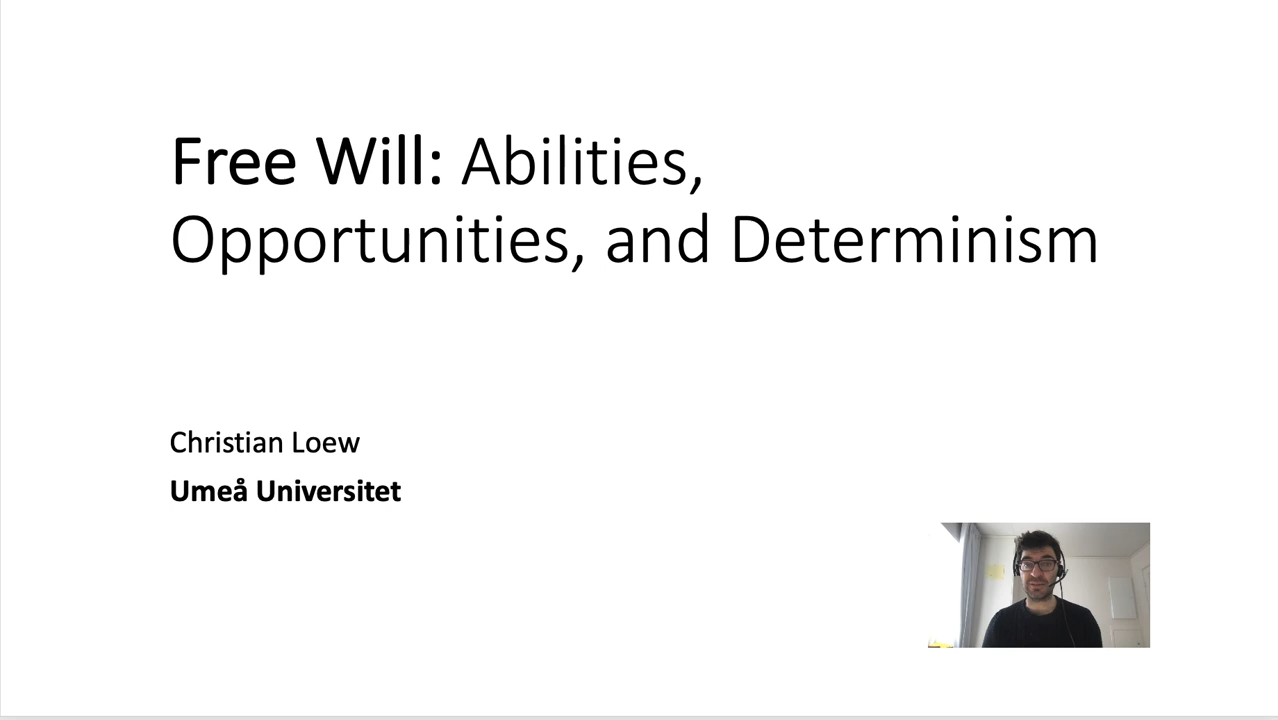 Free Will: Abilities,
Opportunities, and Determinism
Christian Loew
Umeå Universitet